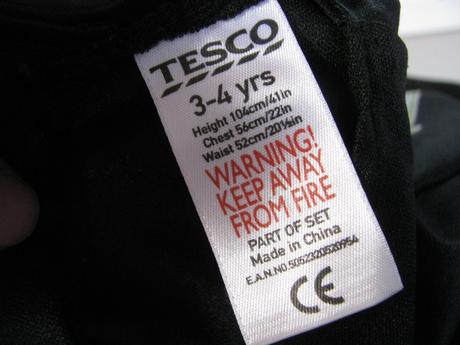 TESCO
3-4 yrs
Height 104cm/41in
Chest 56cm/22in
Waist 52cm/20½in
WARNING!
KEEP AWAY
FROM FIRE
PART OF SET
Made in China
E.A.N.NO.5052320520954
CE